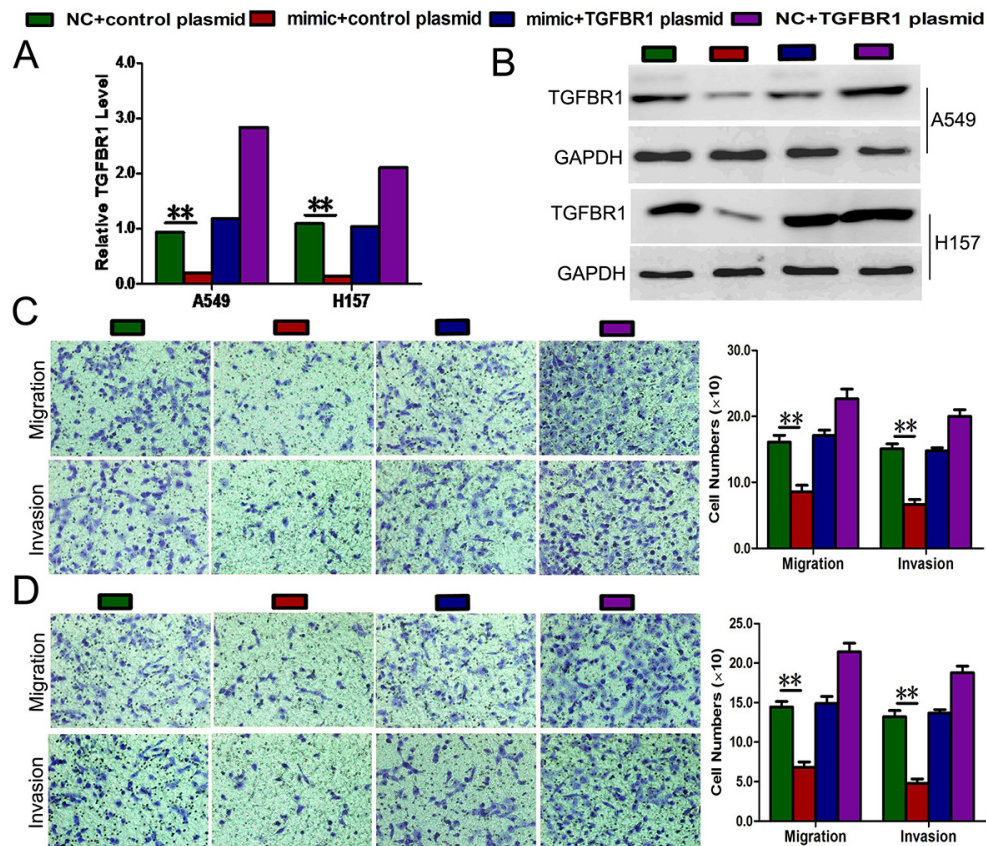 NC+control plasmid mimic+control plasmid mimic+TGFBR1 plasmid NC+TGFBR1 plasmid
A
Relative TGFBR1 Level
4.0
3.0
2.0
1.0
0.0
**
**
A549
H157
B
TGFBR1
GAPDH
A549
TGFBR1
GAPDH
H157
C
Migration
Invasion
Cell Numbers (×10)
30.0
20.0
10.0
0.0
**
**
Migration
Invasion
D
Migration
Invasion
Cell Numbers (×10)
25.0
20.0
15.0
10.0
5.0
0.0
**
**
Migration
Invasion